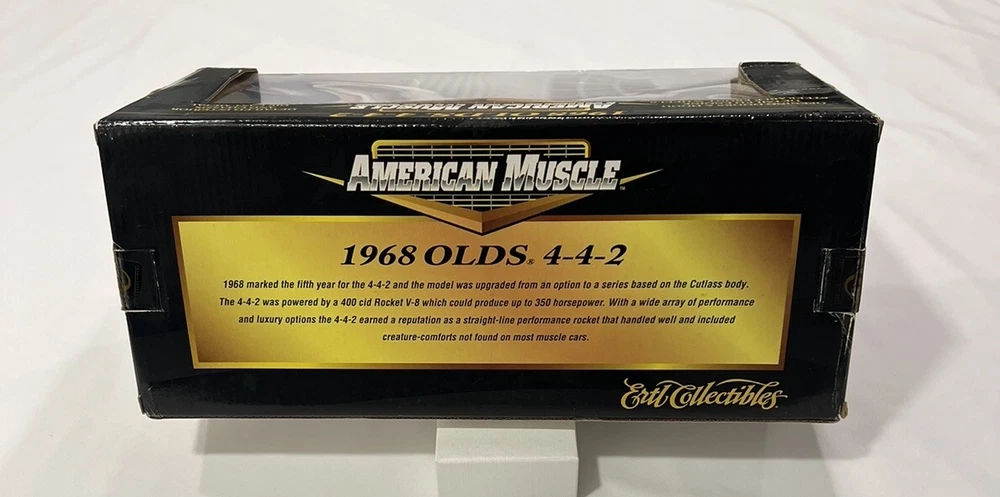 AMERICAN MUSCLE
AMERICAN MUSCLE™
1968 OLDS® 4-4-2
1968 marked the fifth year for the 4-4-2 and the model was upgraded from an option to a series based on the Cutlass body.
The 4-4-2 was powered by a 400 cid Rocket V-8 which could produce up to 350 horsepower. With a wide array of performance
and luxury options the 4-4-2 earned a reputation as a straight-line performance rocket that handled well and included
creature-comforts not found on most muscle cars.
Ertl Collectibles